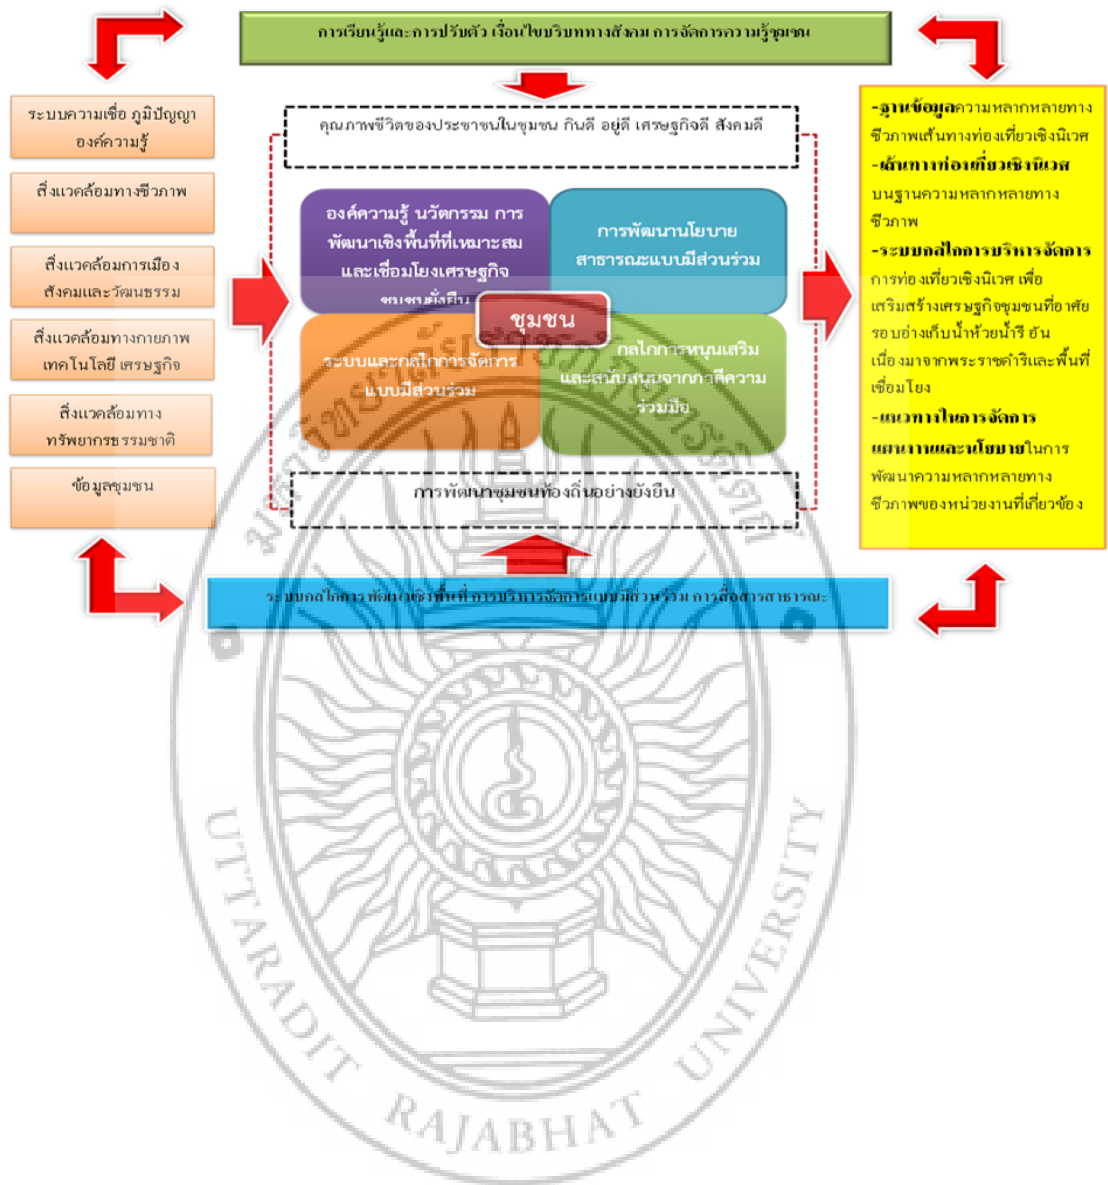 การเรียนรู้และการปรับตัว เงื่อนไขบริบททางสังคม การจัดการความรู้ชุมชน
ระบบความเชื่อ ภูมิปัญญา
องค์ความรู้
สิ่งแวดล้อมทางชีวภาพ
สิ่งแวดล้อมการเมือง
สังคมและวัฒนธรรม
สิ่งแวดล้อมทางกายภาพ
เทคโนโลยี เศรษฐกิจ
สิ่งแวดล้อมทาง
ทรัพยากรธรรมชาติ
ข้อมูลชุมชน
คุณภาพชีวิตของประชาชนในชุมชน กินดี อยู่ดี เศรษฐกิจดี สังคมดี
องค์ความรู้ นวัตกรรม การ
พัฒนาเชิงพื้นที่ที่เหมาะสม
และเชื่อมโยงเศรษฐกิจ
ชุมชนยั่งยืน
การพัฒนานโยบาย
สาธารณะแบบมีส่วนร่วม
ชุมชน
ระบบและกลไกการจัดการ
แบบมีส่วนร่วม
กลไกการหนุนเสริม
และสนับสนุนจากภาคีความ
ร่วมมือ
การพัฒนาชุมชนท้องถิ่นอย่างยั่งยืน
-ฐานข้อมูลความหลากหลายทาง
ชีวภาพเส้นทางท่องเที่ยวเชิงนิเวศ
-เส้นทางท่องเที่ยวเชิงนิเวศ
บนฐานความหลากหลายทาง
ชีวภาพ
-ระบบกลไกการบริหารจัดการ
การท่องเที่ยวเชิงนิเวศ เพื่อ
เสริมสร้างเศรษฐกิจชุมชนที่อาศัย
รอบอ่างเก็บน้ำห้วยน้ำรี อัน
เนื่องมาจากพระราชดำริและพื้นที่
เชื่อมโยง
-แนวทางในการจัดการ
แผนงานและนโยบายในการ
พัฒนาความหลากหลายทาง
ชีวภาพของหน่วยงานที่เกี่ยวข้อง
ระบบกลไกการพัฒนาเชิงพื้นที่ การบริหารจัดการแบบมีส่วนร่วม การสื่อสารสาธารณะ
มหาวิทยาลัยราชภัฏอุตรดิตถ์
UTTARADIT RAJABHAT UNIVERSITY